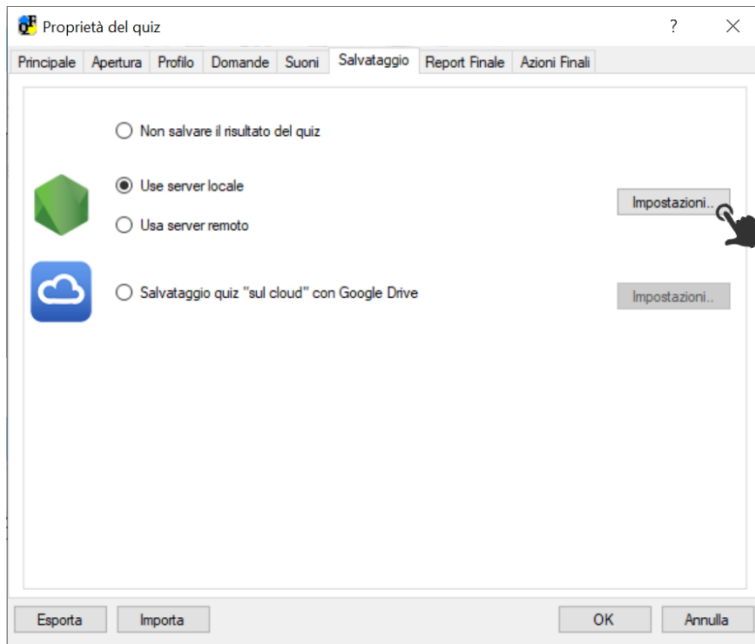 Proprietà del quiz
Principale Apertura Profilo Domande Suoni Salvataggio Report Finale Azioni Finali
Non salvare il risultato del quiz
Use server locale
Impostazioni..
Usa server remoto
Salvataggio quiz "sul cloud" con Google Drive
Impostazioni..
Esporta Importa OK Annulla